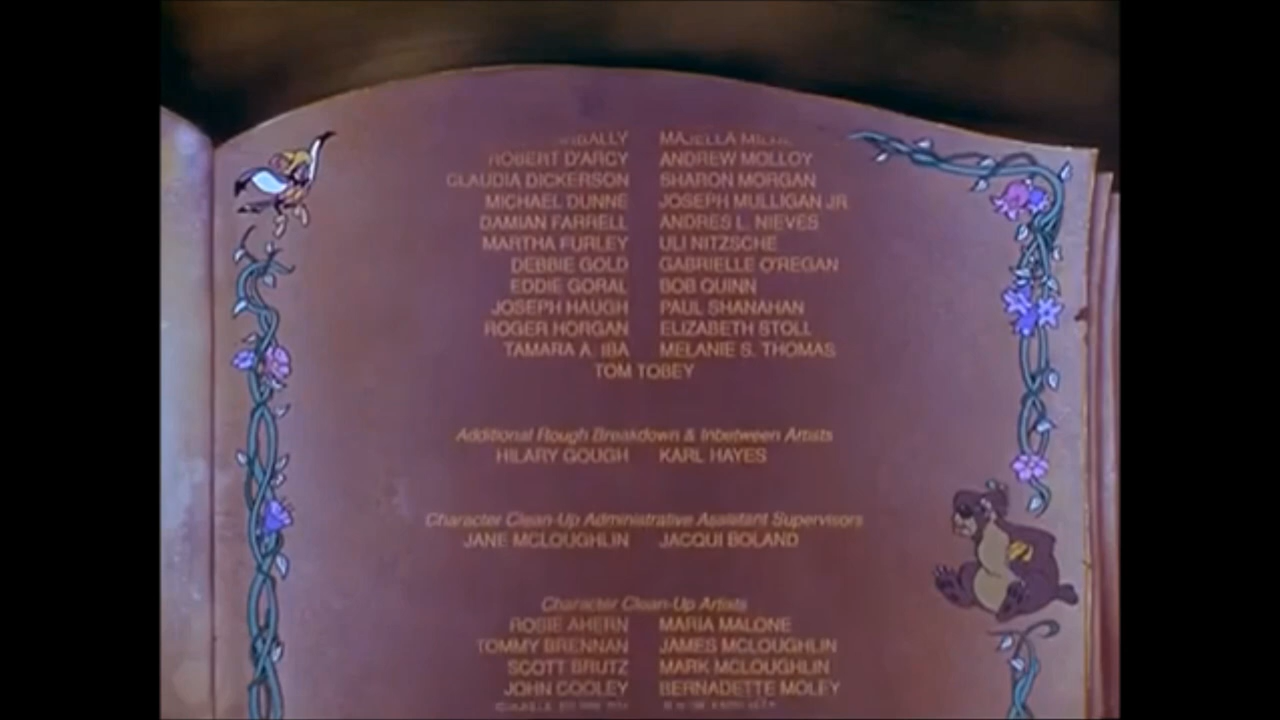 MAJELLA
ROBERT D'ARCY ANDREW MOLLOY
CLAUDIA DICKERSON SHARON MORGAN
MICHAEL DUNNE JOSEPH MULLIGAN JR.
DAMIAN FARRELL ANDRES L. NIEVES
MARTHA FURLEY ULI NITZSCHE
DEBBIE GOLD GABRIELLE O'REGAN
EDDIE GORAL BOB QUINN
JOSEPH HAUGH PAUL SHANAHAN
ROGER HORGAN ELIZABETH STOLL
TAMARA A. IBA MELANIE S. THOMAS
TOM TOBEY
Additional Rough Breakdown & Inbetween Artists
HILARY GOUGH KARL HAYES
Character Clean-Up Administrative Assistant Supervisors
JANE MCLOUGHLIN JACQUI BOLAND
Character Clean-Up Artists
ROSIE AHERN MARIA MALONE
TOMMY BRENNAN JAMES MCLOUGHLIN
SCOTT BRUTZ MARK MCLOUGHLIN
JOHN COOLEY BERNADETTE MOLEY